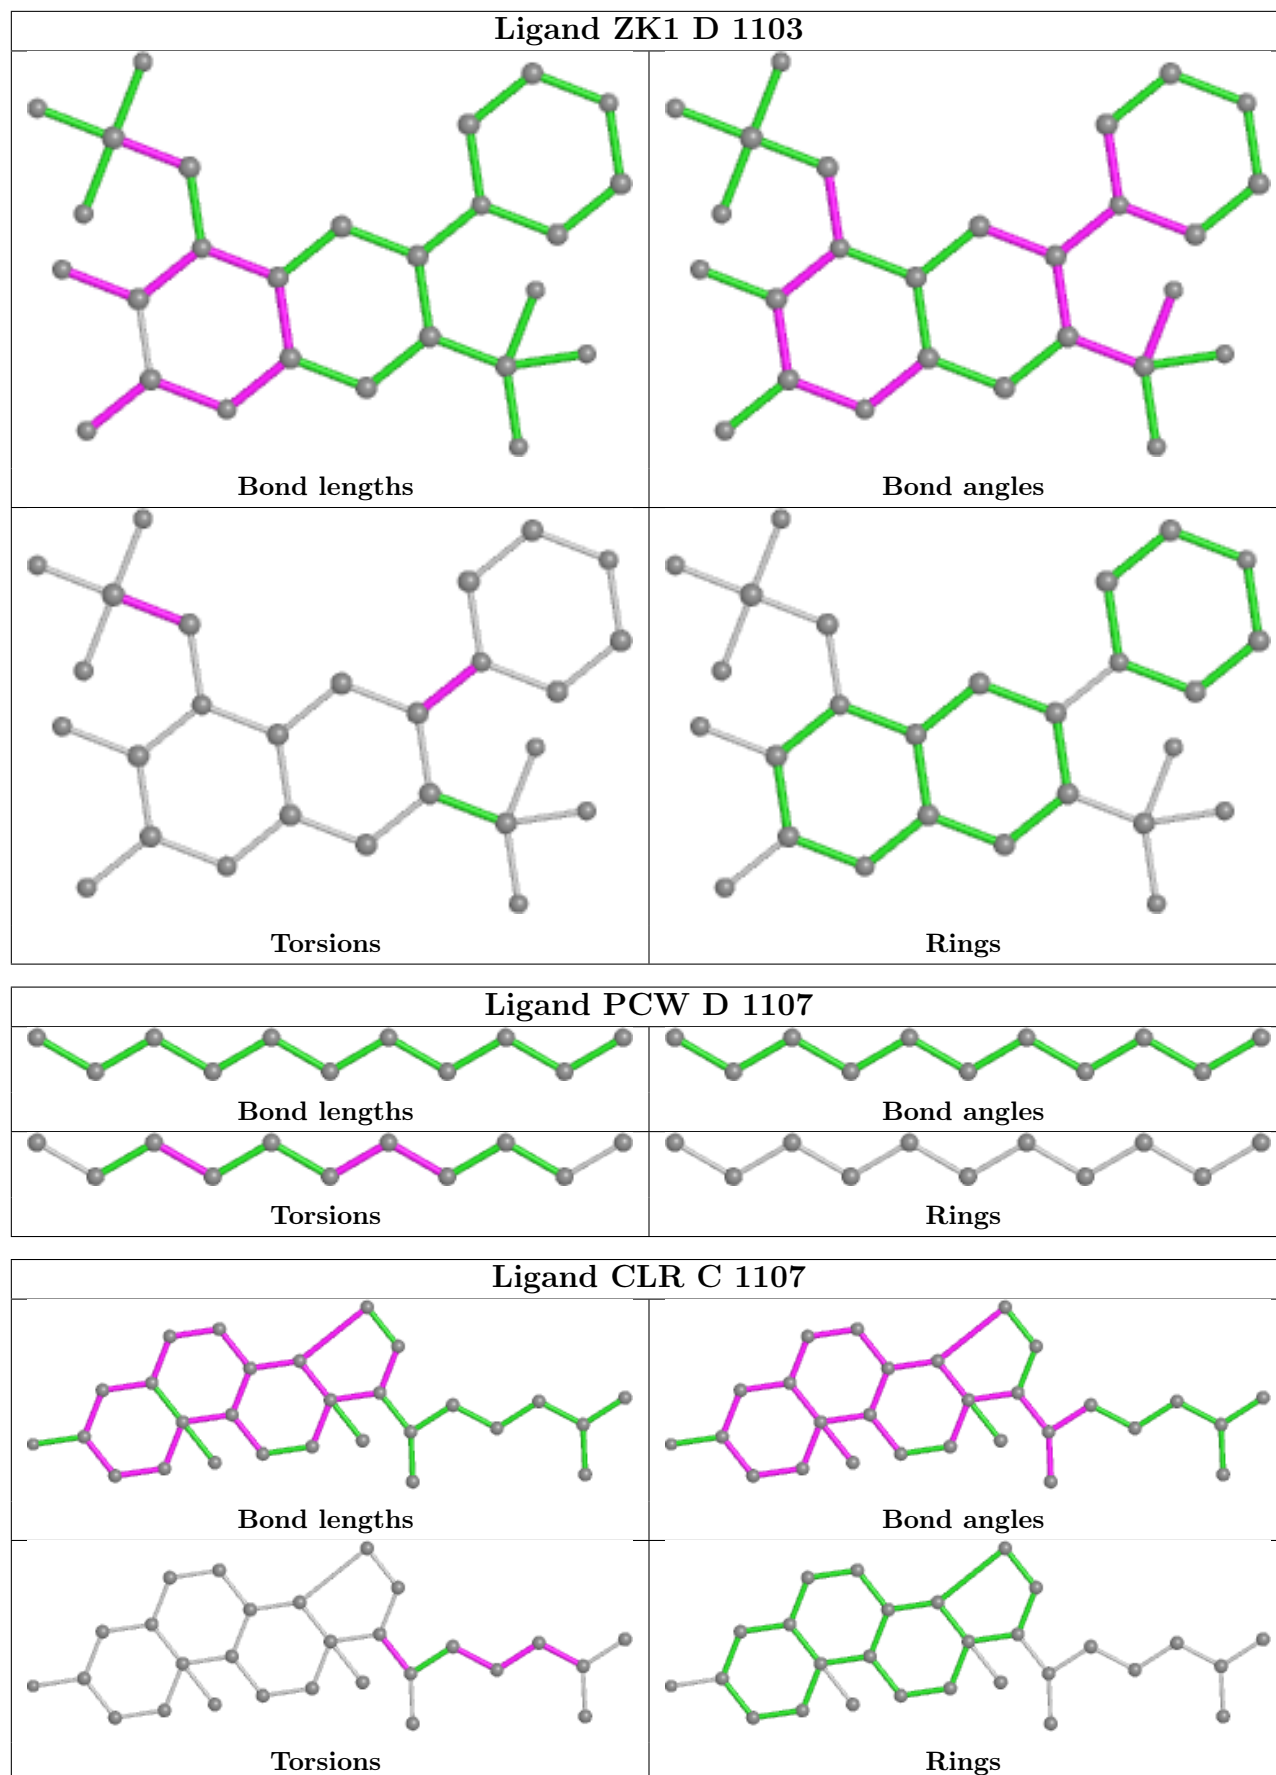 Ligand ZK1 D 1103
Bond lengths
Bond angles
Torsions
Rings
Ligand PCW D 1107
Bond lengths
Bond angles
Torsions
Rings
Ligand CLR C 1107
Bond lengths
Bond angles
Torsions
Rings